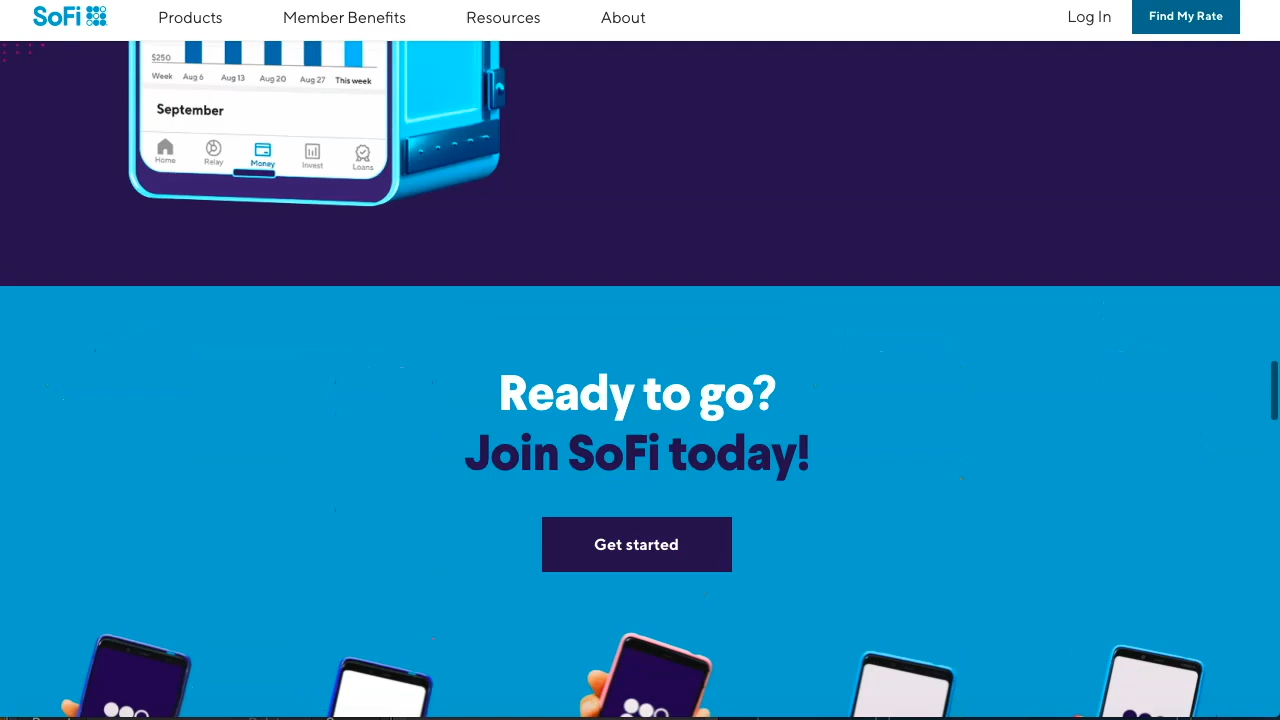 SoFi
Products
Member Benefits
Resources
About
Log In
Find My Rate
$250
Week
Aug 6
Aug 13
Aug 20
Aug 27
This week
September
Home
Relay
Money
Invest
Loans
Ready to go?
Join SoFi today!
Get started